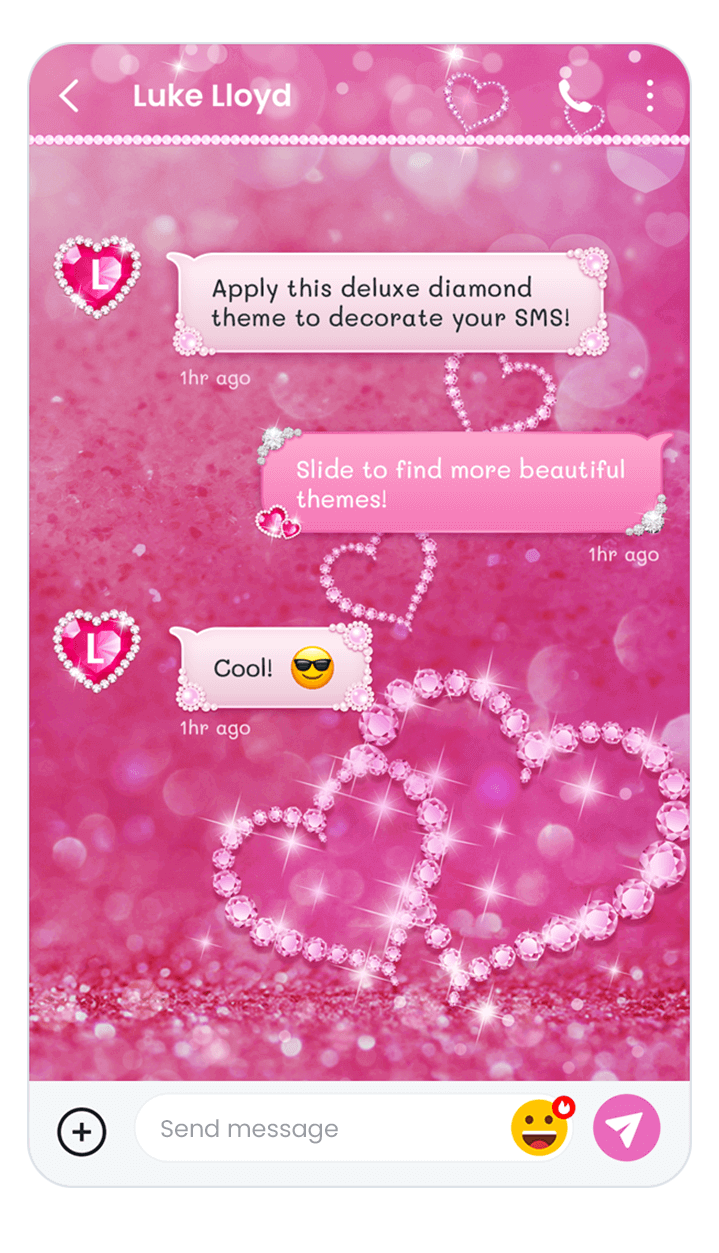 Luke Lloyd
L
Apply this deluxe diamond
theme to decorate your SMS!
1hr ago
Slide to find more beautiful
themes!
1hr ago
L
Cool! 😎
1hr ago
Send message